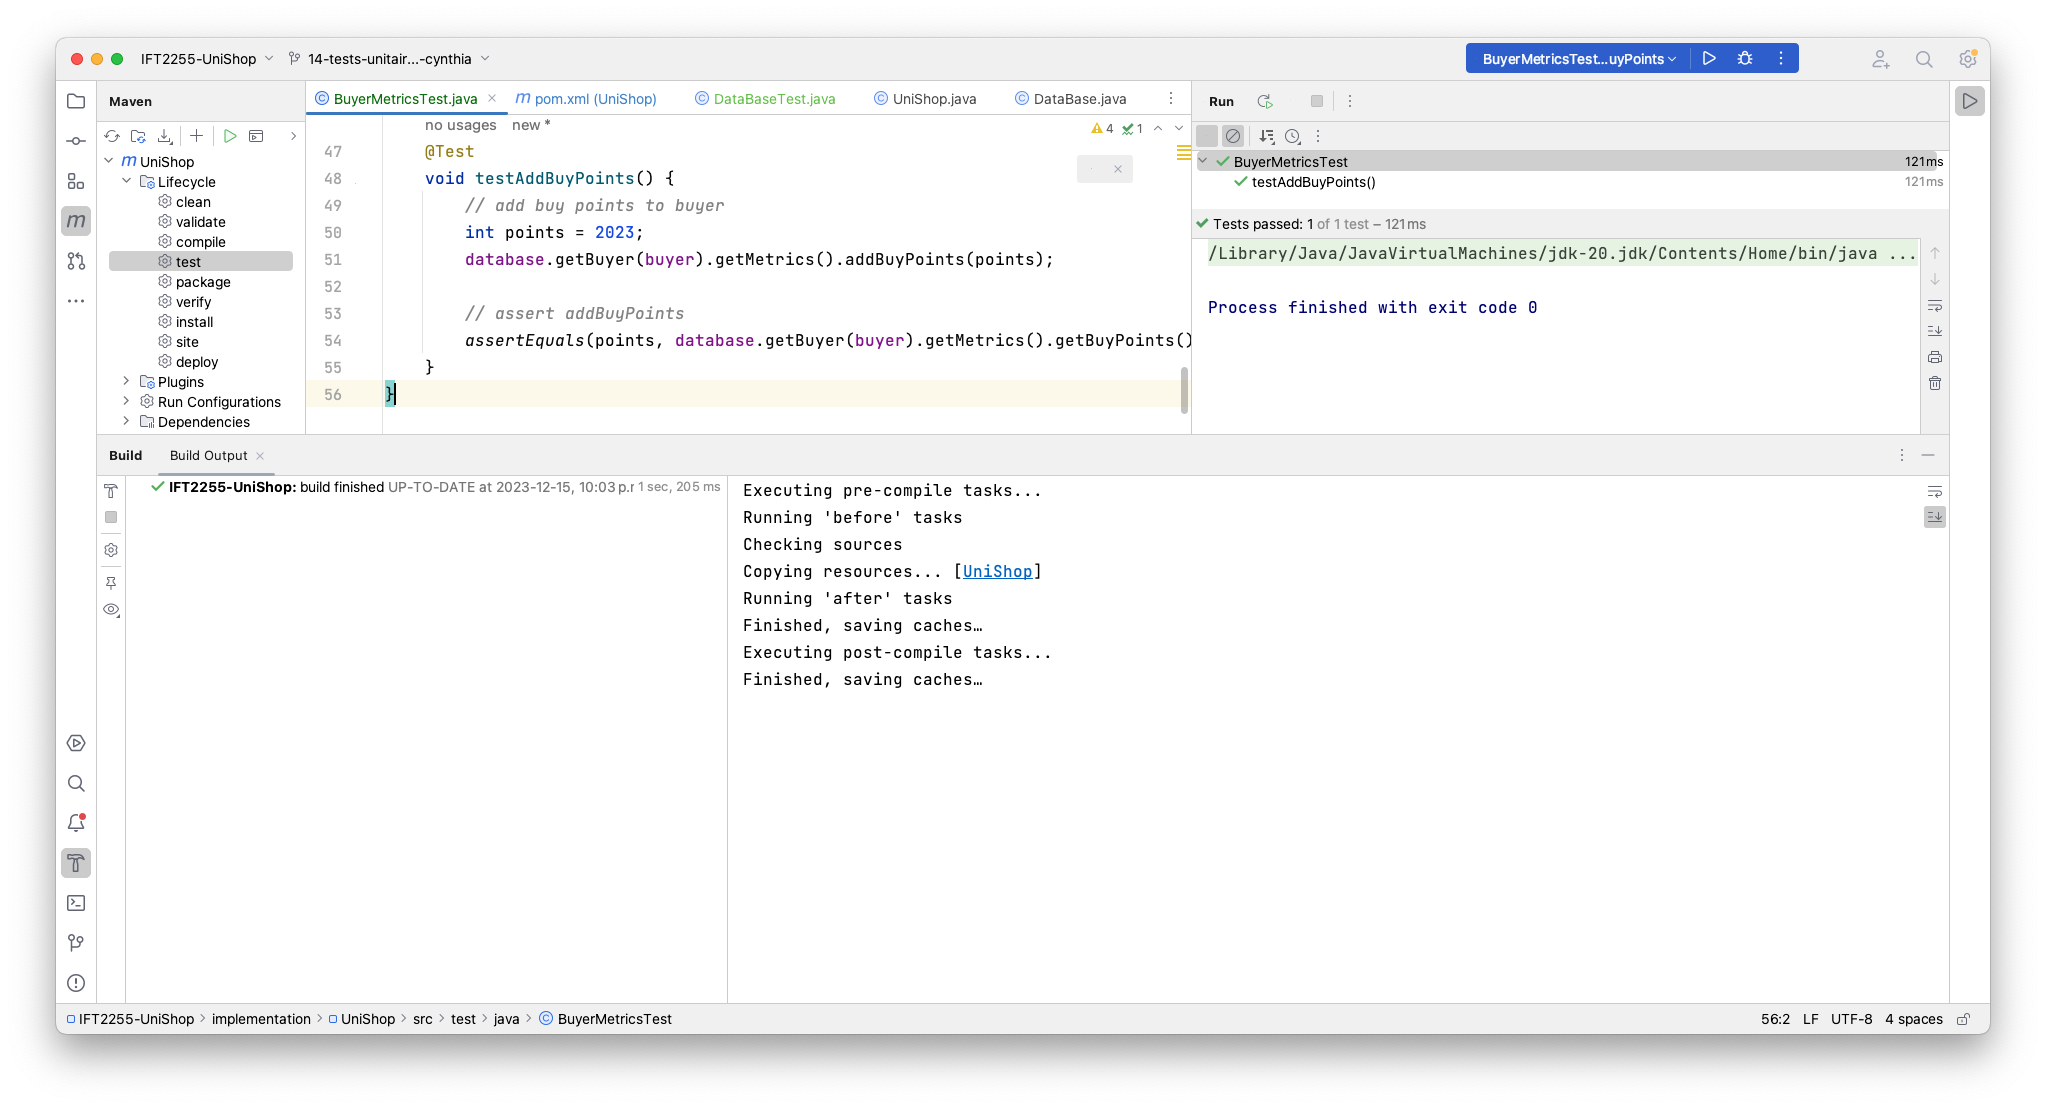 IFT2255-UniShop 14-tests-unitair...-cynthia BuyerMetricsTest...uyPoints
Maven
UniShop
Lifecycle
clean
validate
compile
test
package
verify
install
site
deploy
Plugins
Run Configurations
Dependencies
BuyerMetricsTest.java pom.xml (UniShop) DataBaseTest.java UniShop.java DataBase.java
no usages new *
4 1
47 @Test
48 void testAddBuyPoints() {
49 // add buy points to buyer
50 int points = 2023;
51 database.getBuyer(buyer).getMetrics().addBuyPoints(points);
52
53 // assert addBuyPoints
54 assertEquals(points, database.getBuyer(buyer).getMetrics().getBuyPoints()
55 }
56 }
Run
BuyerMetricsTest 121 ms
testAddBuyPoints() 121 ms
Tests passed: 1 of 1 test – 121 ms
/Library/Java/JavaVirtualMachines/jdk-20.jdk/Contents/Home/bin/java ...
Process finished with exit code 0
Build Build Output
IFT2255-UniShop: build finished UP-TO-DATE at 2023-12-15, 10:03 p.r 1 sec, 205 ms
Executing pre-compile tasks...
Running 'before' tasks
Checking sources
Copying resources... [UniShop]
Running 'after' tasks
Finished, saving caches…
Executing post-compile tasks...
Finished, saving caches…
IFT2255-UniShop implementation UniShop src test java BuyerMetricsTest
56:2 LF UTF-8 4 spaces